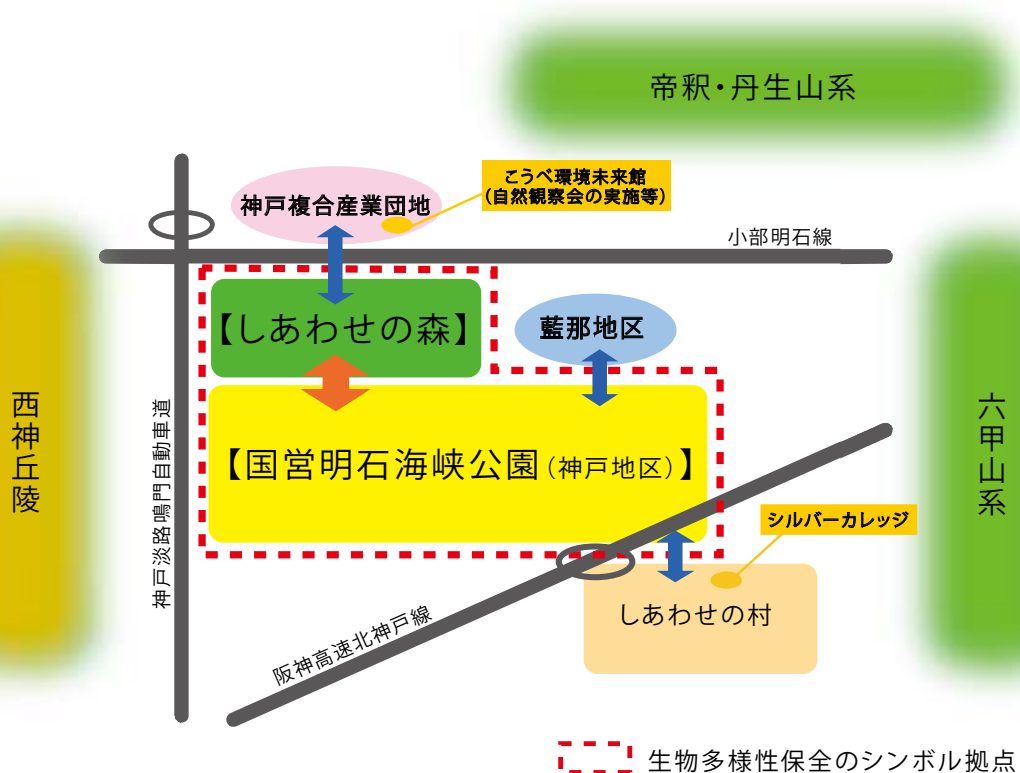 帝釈・丹生山系
こうべ環境未来館
(自然観察会の実施等)
神戸複合産業団地
小部明石線
【しあわせの森】
藍那地区
西神丘陵
神戸淡路鳴門自動車道
六甲山系
【国営明石海峡公園(神戸地区)】
シルバーカレッジ
しあわせの村
阪神高速北神戸線
生物多様性保全のシンボル拠点